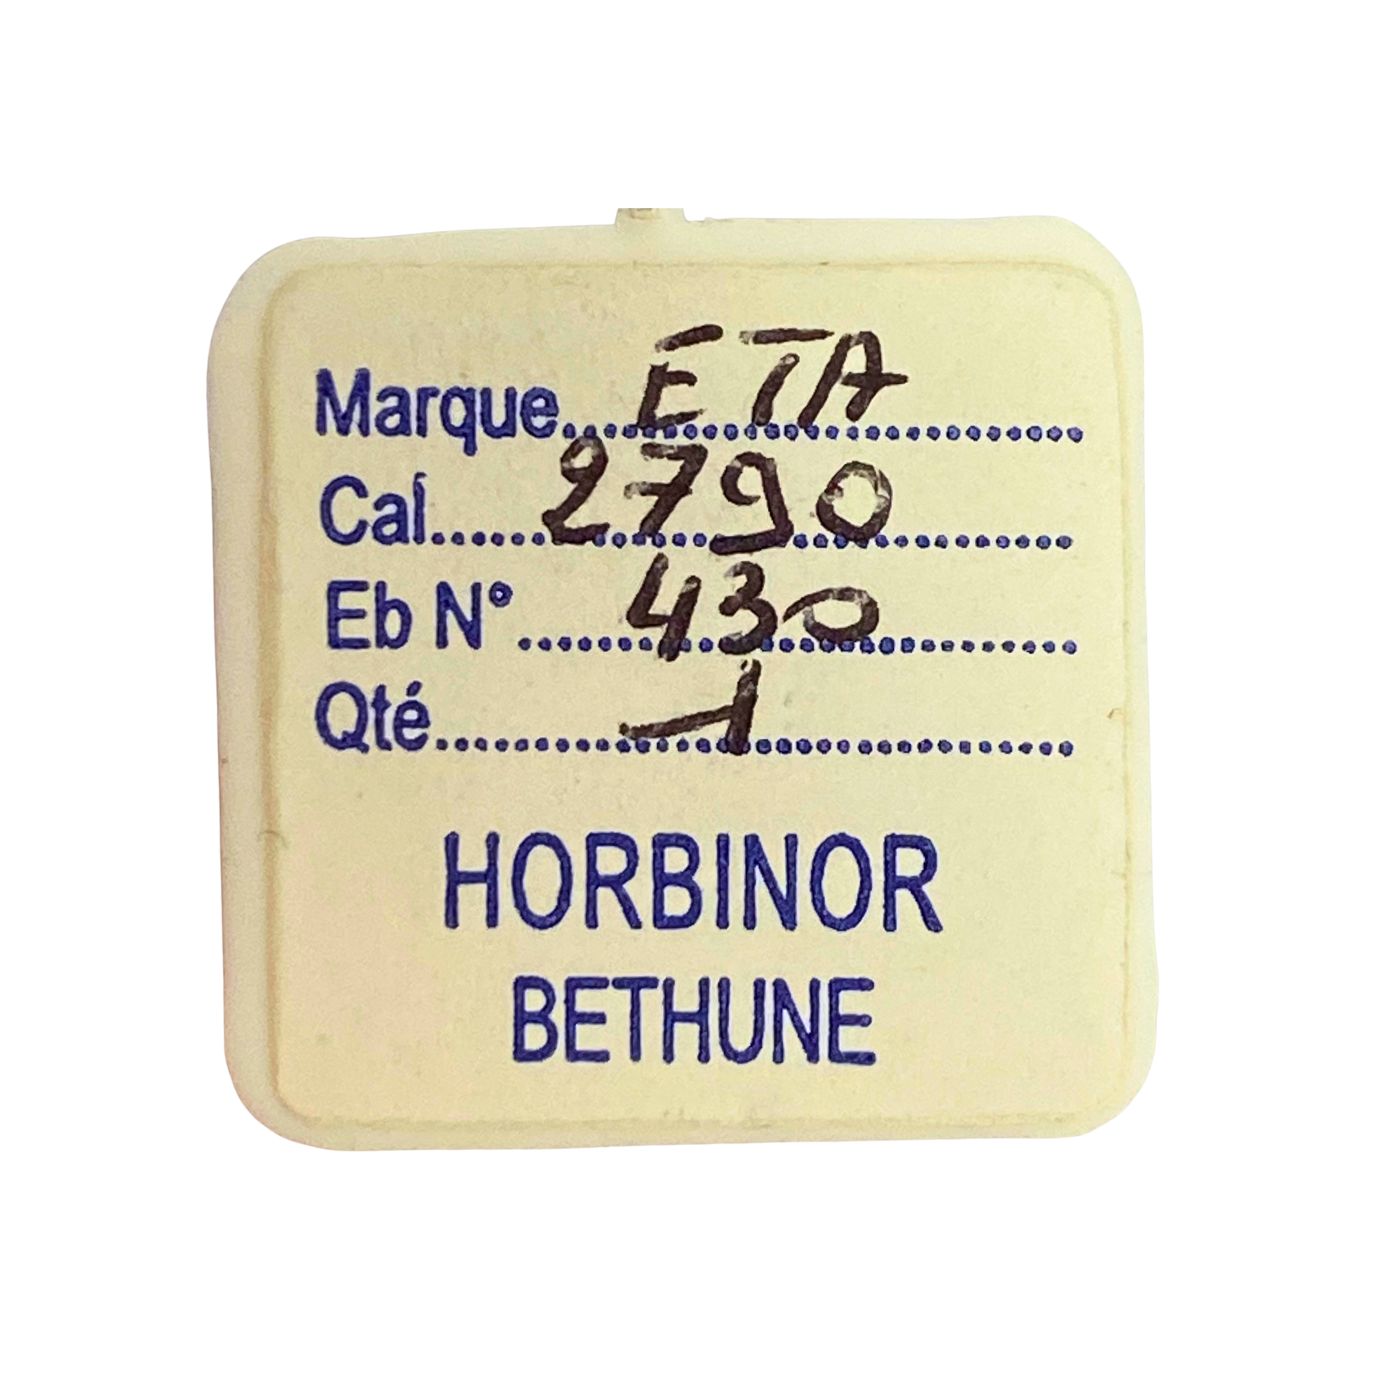 Marque..... ETA
Cal..... 2790
Eb N° ..... 430
Qté..... 1
HORBINOR
BETHUNE